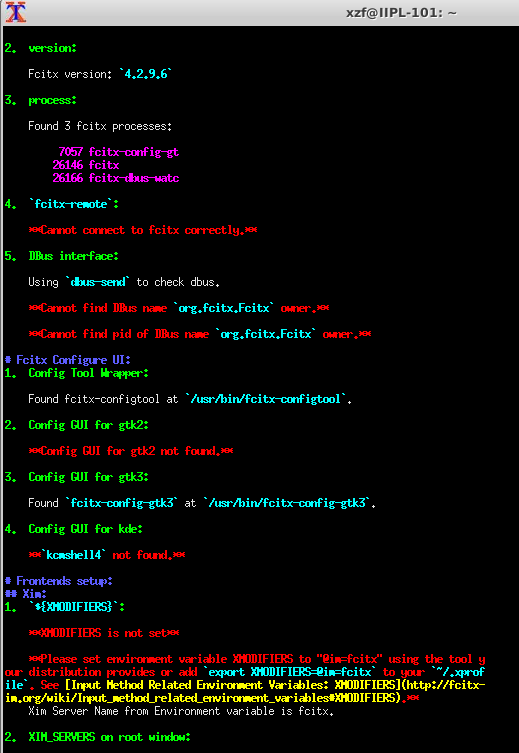 xzf@IIPL-101: ~
2. version:
Fcitx version: `4.2.9.6`
3. process:
Found 3 fcitx processes:
7057 fcitx-config-gt
26146 fcitx
26166 fcitx-dbus-watc
4. `fcitx-remote`:
**Cannot connect to fcitx correctly.**
5. DBus interface:
Using `dbus-send` to check dbus.
**Cannot find DBus name `org.fcitx.Fcitx` owner.**
**Cannot find pid of DBus name `org.fcitx.Fcitx` owner.**
# Fcitx Configure UI:
1. Config Tool Wrapper:
Found fcitx-configtool at `/usr/bin/fcitx-configtool`.
2. Config GUI for gtk2:
**Config GUI for gtk2 not found.**
3. Config GUI for gtk3:
Found `fcitx-config-gtk3` at `/usr/bin/fcitx-config-gtk3`.
4. Config GUI for kde:
**`kcmshell4` not found.**
# Frontends setup:
## Xim:
1. `${XMODIFIERS}`:
**XMODIFIERS is not set**
**Please set environment variable XMODIFIERS to "@im=fcitx" using the tool y
our distribution provides or add `export XMODIFIERS=@im=fcitx` to your `~/.xprof
ile`. See [Input Method Related Environment Variables: XMODIFIERS](http://fcitx-
im.org/wiki/Input_method_related_environment_variables#XMODIFIERS).**
Xim Server Name from Environment variable is fcitx.
2. XIM_SERVERS on root window: